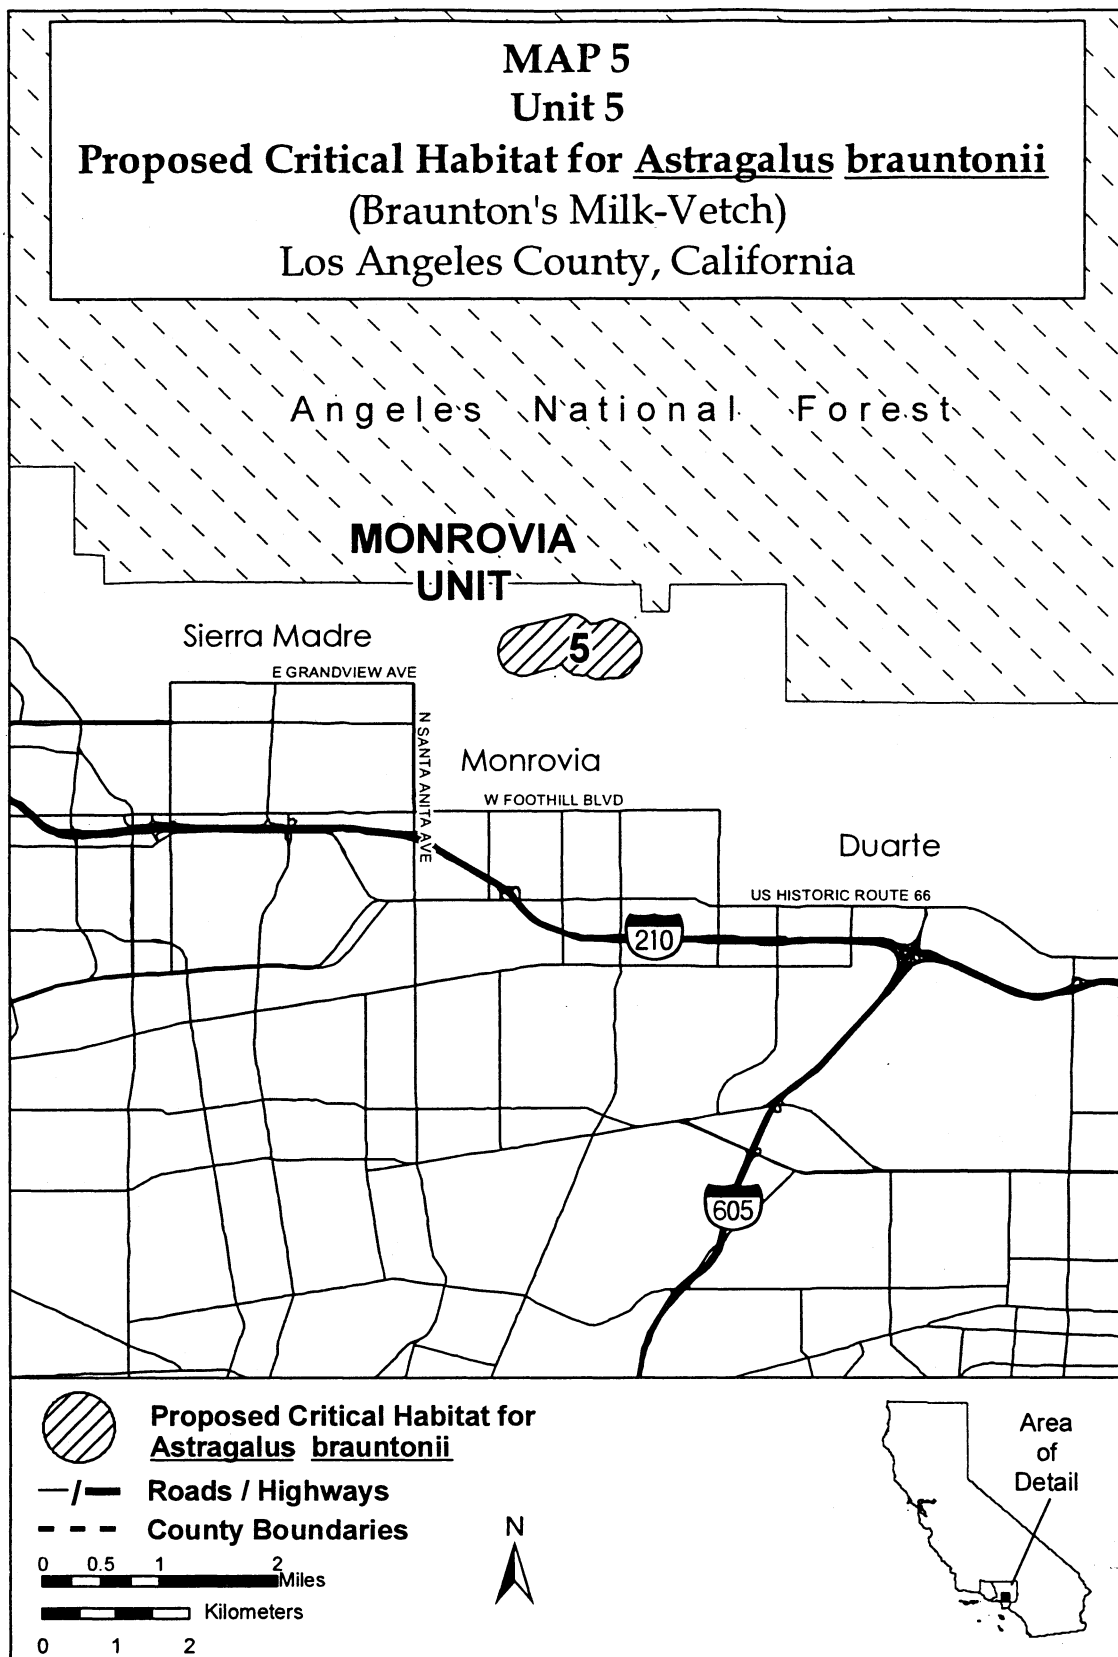 MAP 5
Unit 5
Proposed Critical Habitat for Astragalus brauntonii
(Braunton's Milk-Vetch)
Los Angeles County, California
Angeles National Forest
MONROVIA
UNIT
5
Sierra Madre
E GRANDVIEW AVE
N SANTA ANITA AVE
Monrovia
W FOOTHILL BLVD
Duarte
US HISTORIC ROUTE 66
210
605
Proposed Critical Habitat for
Astragalus brauntonii
Roads / Highways
County Boundaries
0 0.5 1 2
Miles
Kilometers
0 1 2
N
Area
of
Detail